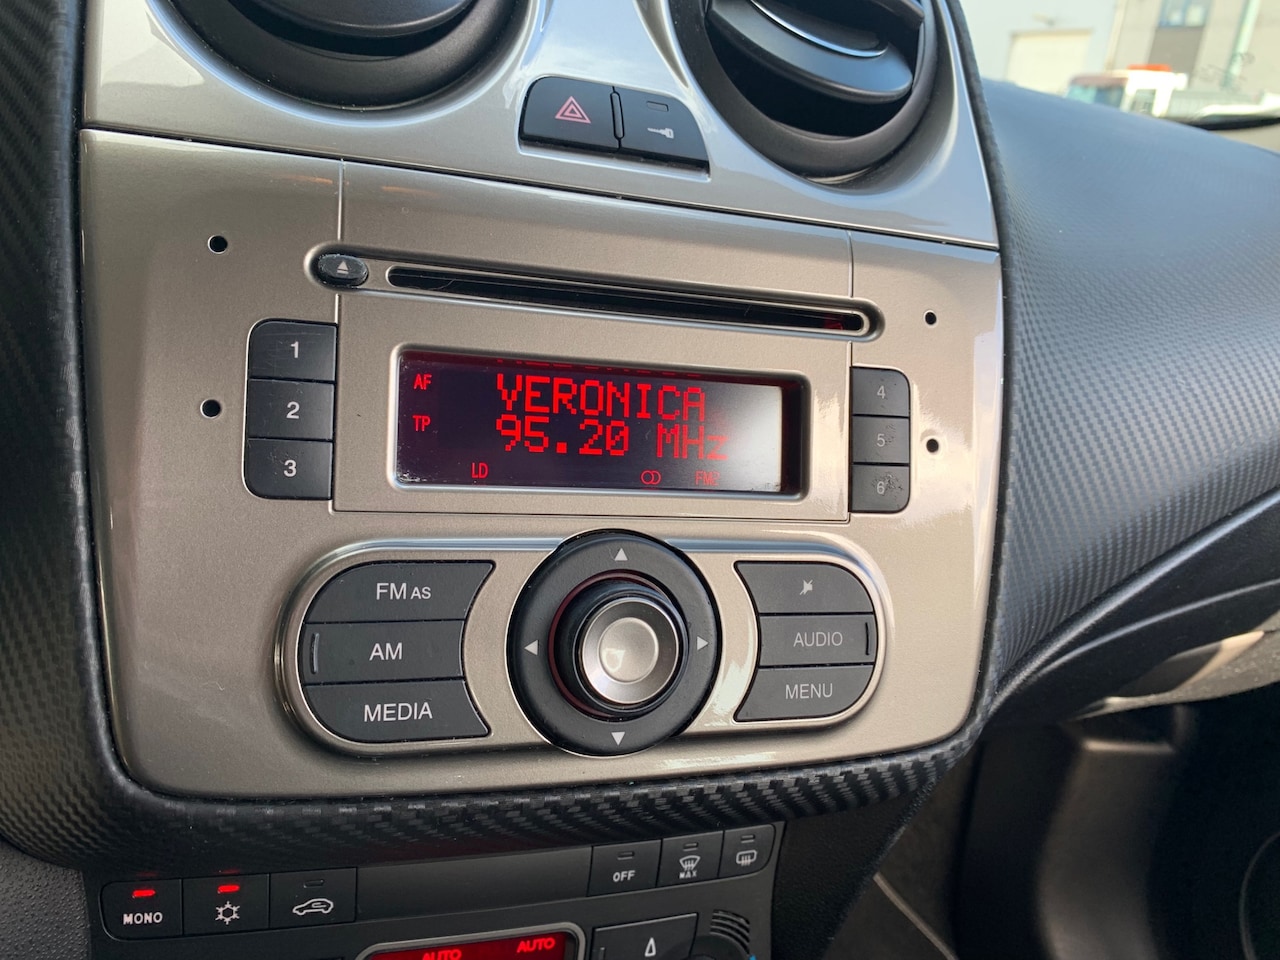 1
2
3
AF
TP
VERONICA
95.20 MHz
LD
FM2
4
5
6
FM AS
AM
MEDIA
AUDIO
MENU
OFF
MAX
MONO
AUTO
AUTO